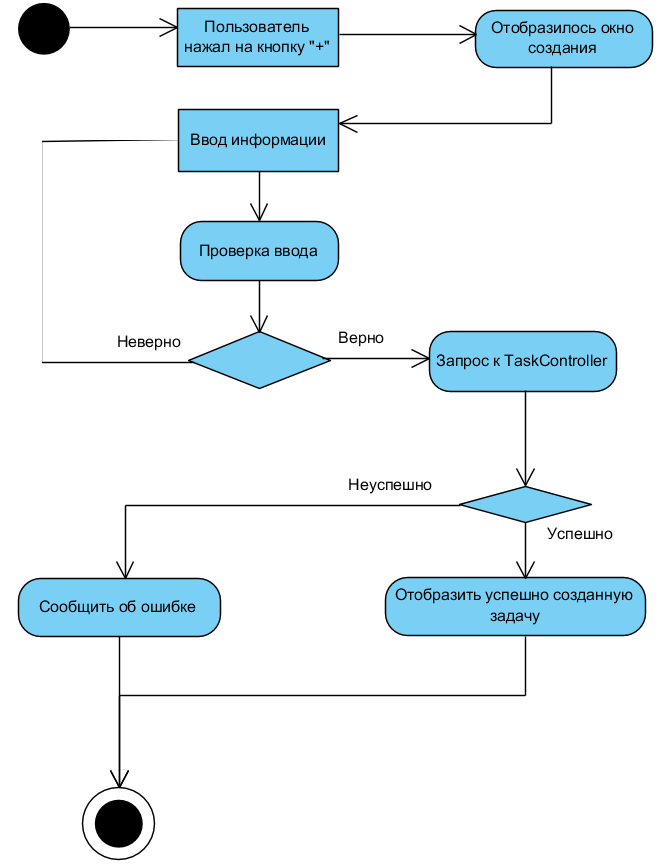 Пользователь
нажал на кнопку "+"
Отобразилось окно
создания
Ввод информации
Проверка ввода
Неверно
Верно
Запрос к TaskController
Неуспешно
Успешно
Сообщить об ошибке
Отобразить успешно созданную
задачу